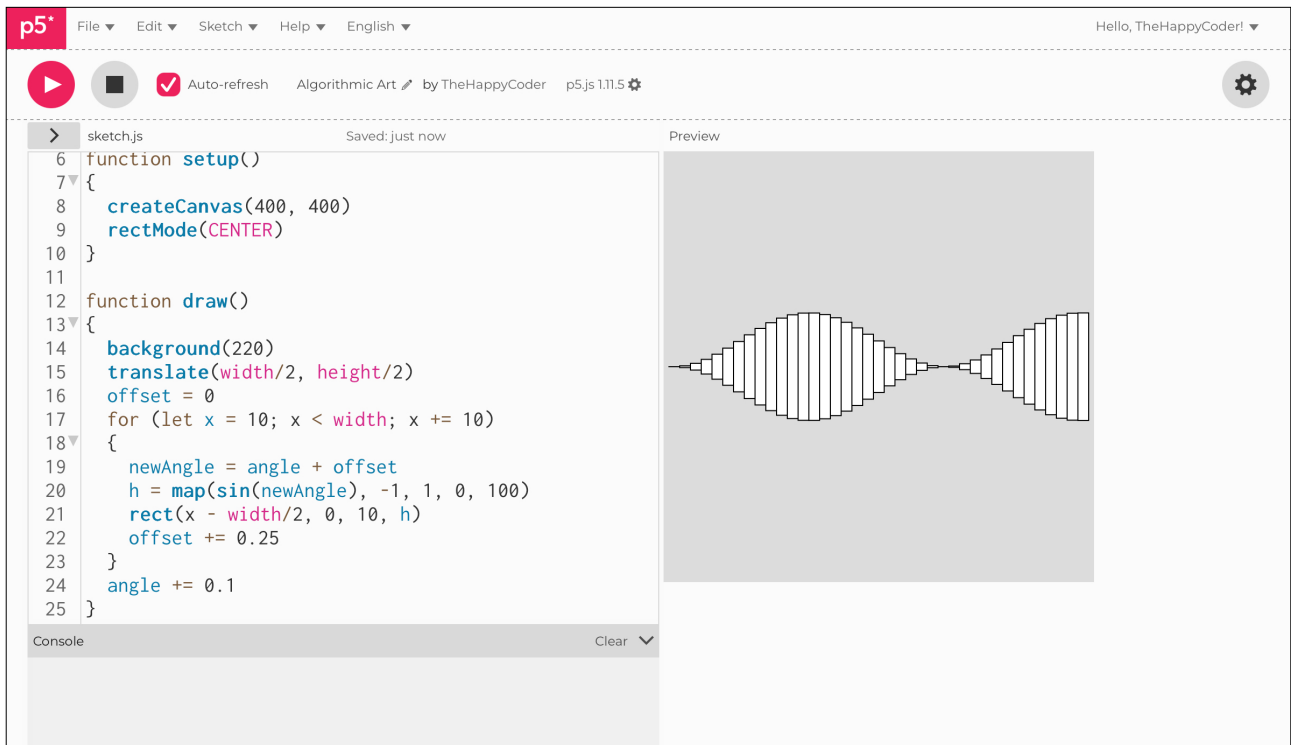 p5* File Edit Sketch Help English Hello, TheHappyCoder!
Auto-refresh Algorithmic Art by TheHappyCoder p5.js 1.11.5
sketch.js Saved: just now Preview
6 function setup()
7 {
8   createCanvas(400, 400)
9   rectMode(CENTER)
10 }
11
12 function draw()
13 {
14   background(220)
15   translate(width/2, height/2)
16   offset = 0
17   for (let x = 10; x < width; x += 10)
18   {
19     newAngle = angle + offset
20     h = map(sin(newAngle), -1, 1, 0, 100)
21     rect(x - width/2, 0, 10, h)
22     offset += 0.25
23   }
24   angle += 0.1
25 }
Console Clear